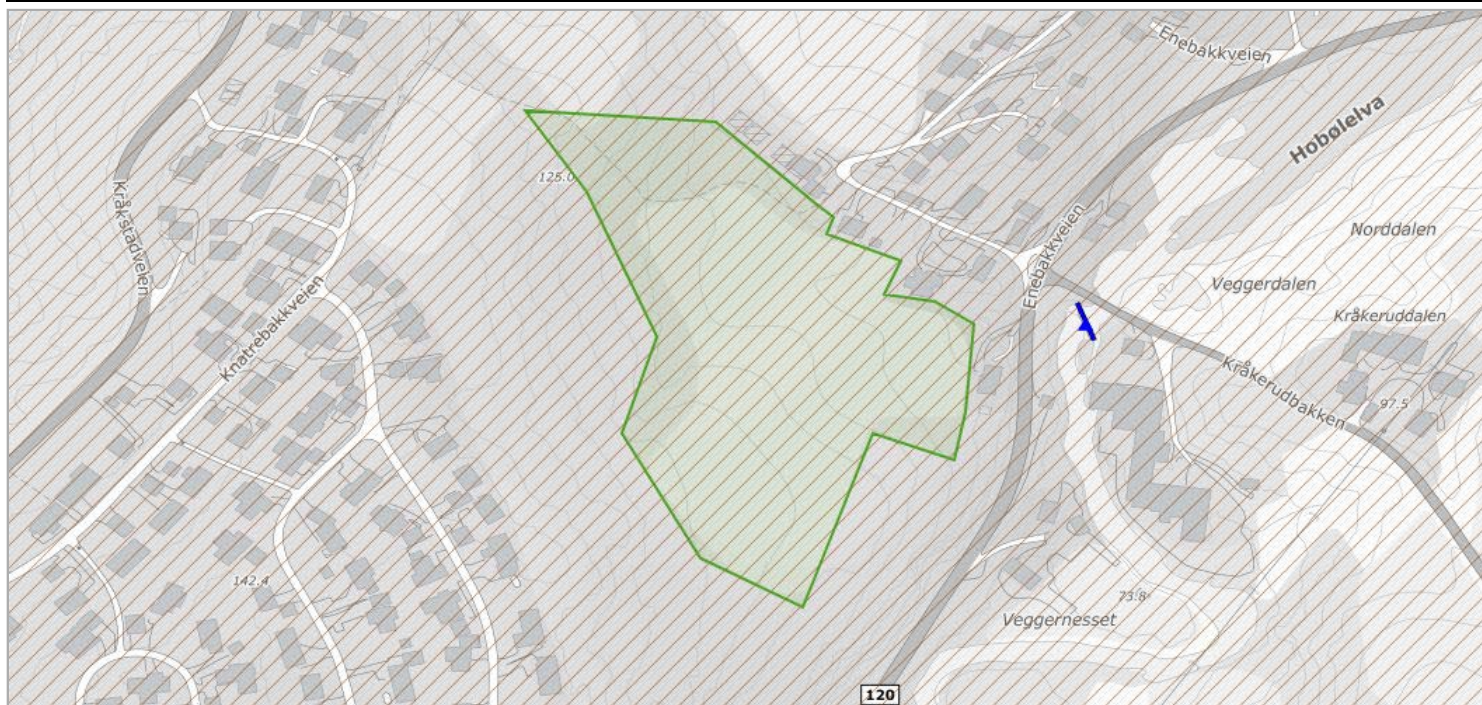 Enebakkveien
Hobølelva
125.0
Kråkstadveien
Norddalen
Enebakkveien
Veggerdalen
Kråkeruddalen
Knatrebakkveien
Kråkerudbakken
97.5
142.4
73.8
Veggernesset
120